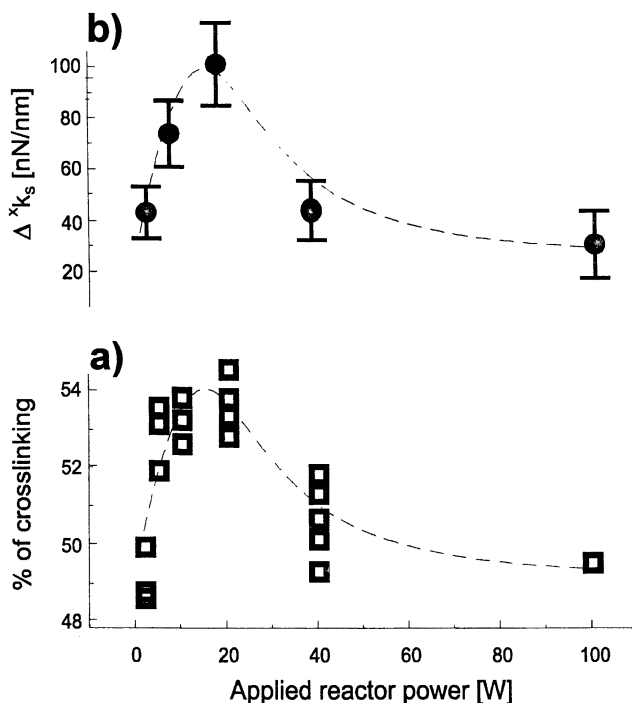 b)
Δ ˣkₛ [nN/nm]
100
80
60
40
20
a)
% of crosslinking
54
52
50
48
0 20 40 60 80 100
Applied reactor power [W]